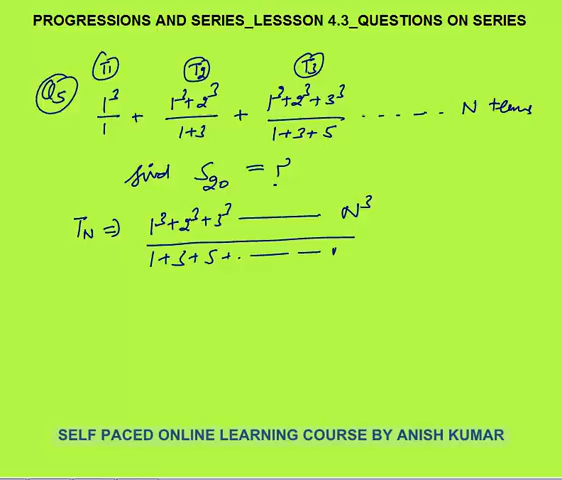 PROGRESSIONS AND SERIES_LESSSON 4.3_QUESTIONS ON SERIES
T1 T2 T3
Q5 1³/1 + 1³+2³/1+3 + 1³+2³+3³/1+3+5 ...... N terms
find S20 = ?
TN => 1³+2³+3³ ——— N³
1+3+5+. — —
SELF PACED ONLINE LEARNING COURSE BY ANISH KUMAR